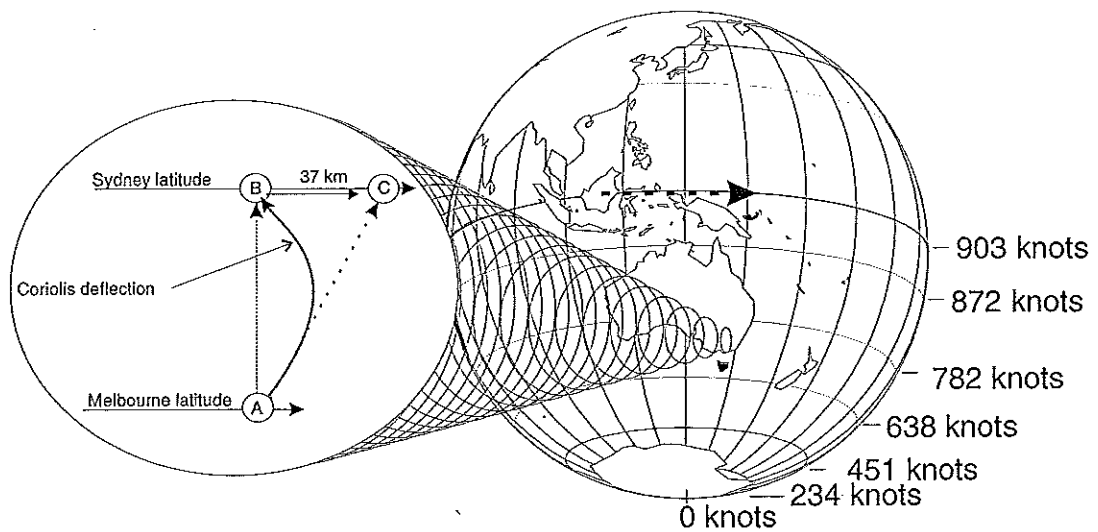 Sydney latitude
B
37 km
C
Coriolis deflection
Melbourne latitude
A
903 knots
872 knots
782 knots
638 knots
451 knots
234 knots
0 knots